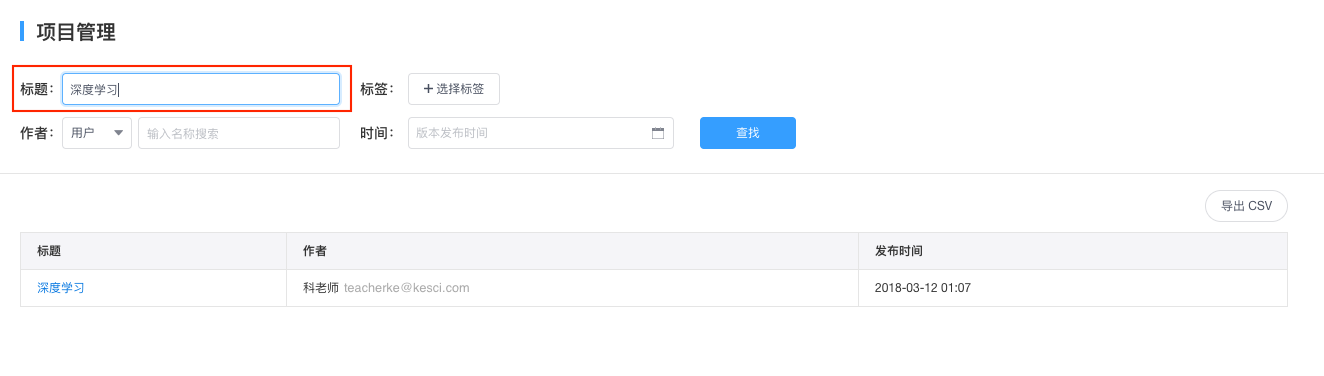 项目管理
标题： 深度学习 标签： + 选择标签
作者： 用户 输入名称搜索 时间： 版本发布时间 查找
导出 CSV
标题 作者 发布时间
深度学习 科老师 teacherke@kesci.com 2018-03-12 01:07